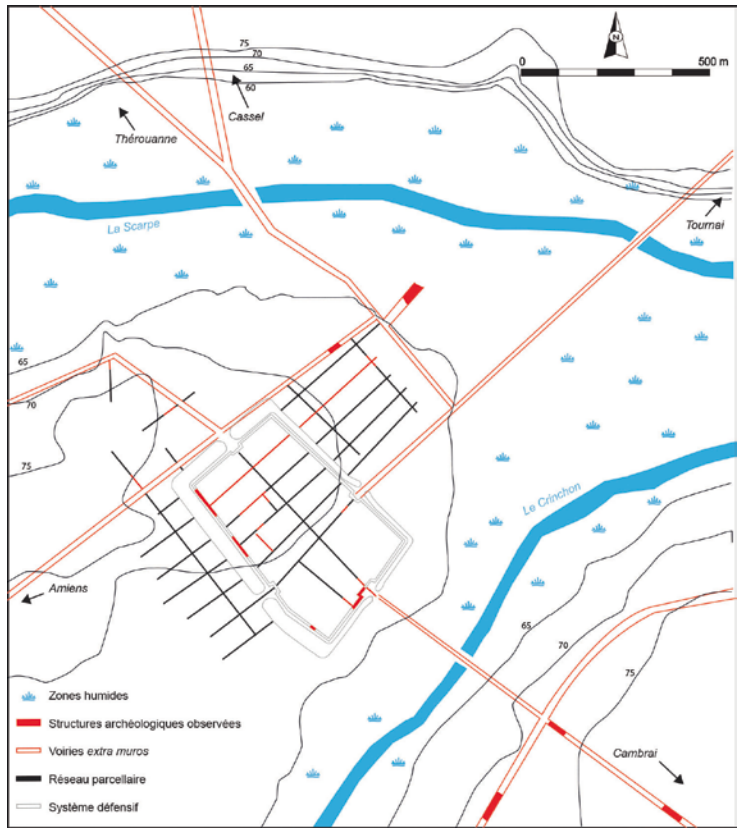 75
70
65
60
N
0
500 m
Cassel
Thérouanne
La Scarpe
Tournai
65
70
75
Le Crinchon
Amiens
65
70
75
Cambrai
Zones humides
Structures archéologiques observées
Voiries extra muros
Réseau parcellaire
Système défensif